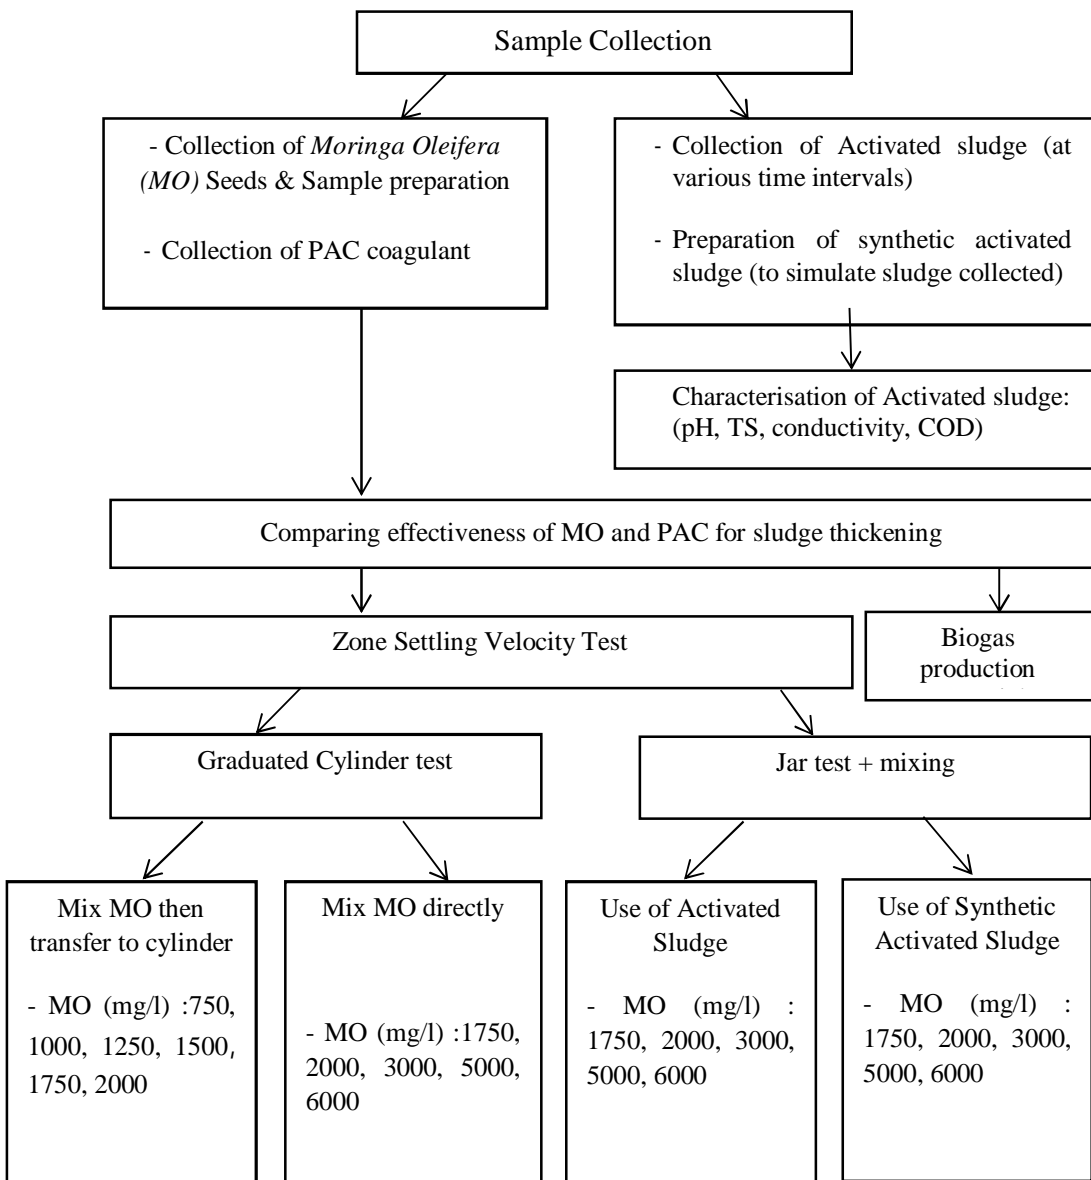 Sample Collection
- Collection of Moringa Oleifera
(MO) Seeds & Sample preparation
- Collection of PAC coagulant
- Collection of Activated sludge (at
various time intervals)
- Preparation of synthetic activated
sludge (to simulate sludge collected)
Characterisation of Activated sludge:
(pH, TS, conductivity, COD)
Comparing effectiveness of MO and PAC for sludge thickening
Zone Settling Velocity Test
Biogas
production
Graduated Cylinder test
Jar test + mixing
Mix MO then
transfer to cylinder
- MO (mg/l) :750,
1000, 1250, 1500,
1750, 2000
Mix MO directly
- MO (mg/l) :1750,
2000, 3000, 5000,
6000
Use of Activated
Sludge
- MO (mg/l) :
1750, 2000, 3000,
5000, 6000
Use of Synthetic
Activated Sludge
- MO (mg/l) :
1750, 2000, 3000,
5000, 6000